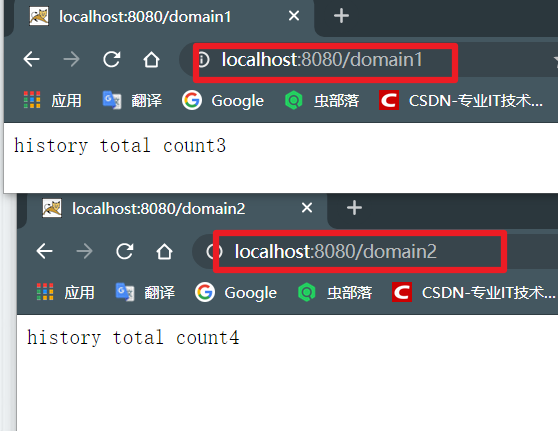 localhost:8080/domain1
localhost:8080/domain1
应用 翻译 Google 虫部落 CSDN-专业IT技术...
history total count3
localhost:8080/domain2
localhost:8080/domain2
应用 翻译 Google 虫部落 CSDN-专业IT技术...
history total count4